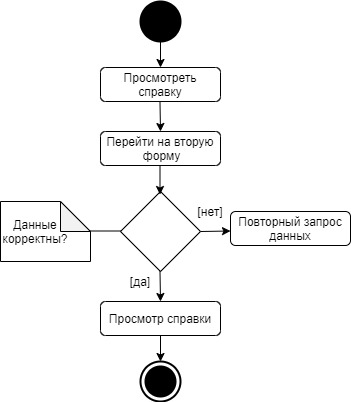 Просмотреть
справку
Перейти на вторую
форму
Данные
корректны?
[нет]
Повторный запрос
данных
[да]
Просмотр справки